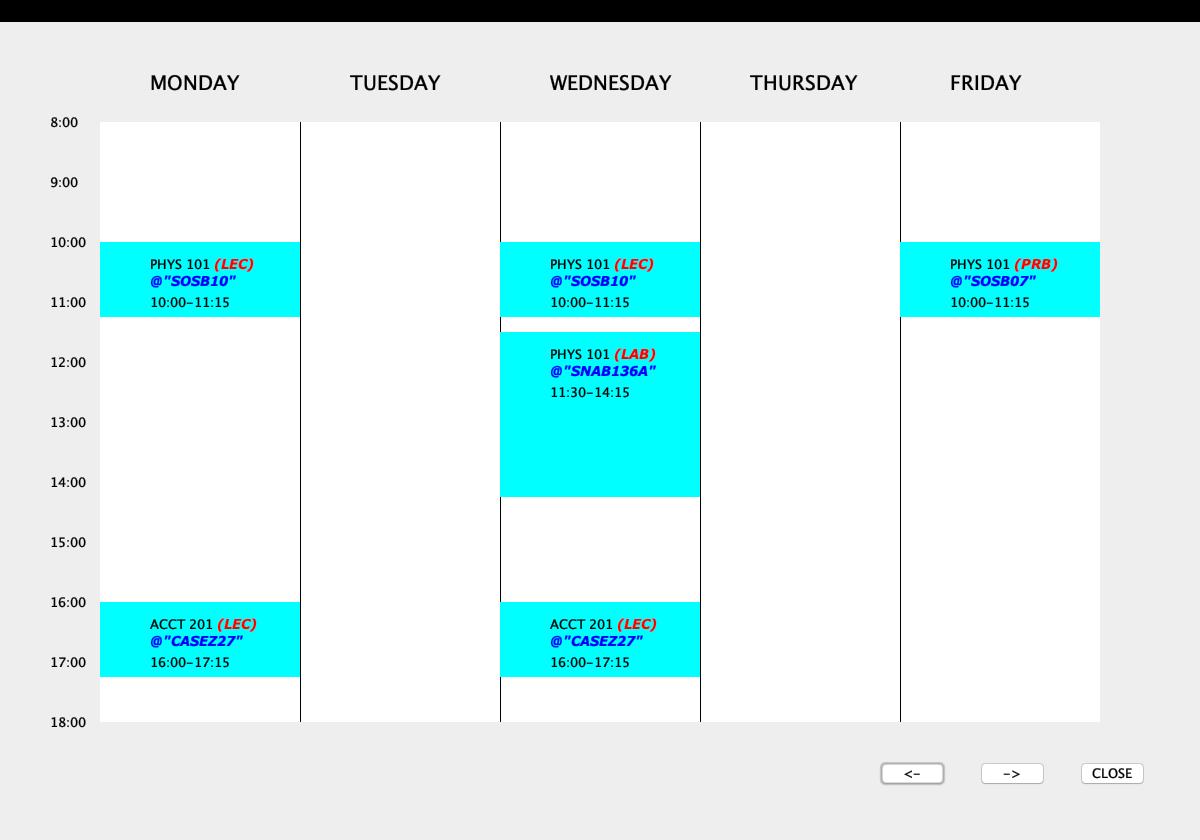 MONDAY TUESDAY WEDNESDAY THURSDAY FRIDAY
8:00
9:00
10:00
PHYS 101 (LEC) PHYS 101 (LEC) PHYS 101 (PRB)
@"SOSB10" @"SOSB10" @"SOSB07"
11:00 10:00-11:15 10:00-11:15 10:00-11:15
PHYS 101 (LAB)
12:00
@"SNAB136A"
11:30-14:15
13:00
14:00
15:00
16:00
ACCT 201 (LEC) ACCT 201 (LEC)
@"CASEZ27" @"CASEZ27"
17:00 16:00-17:15 16:00-17:15
18:00
<- -> CLOSE